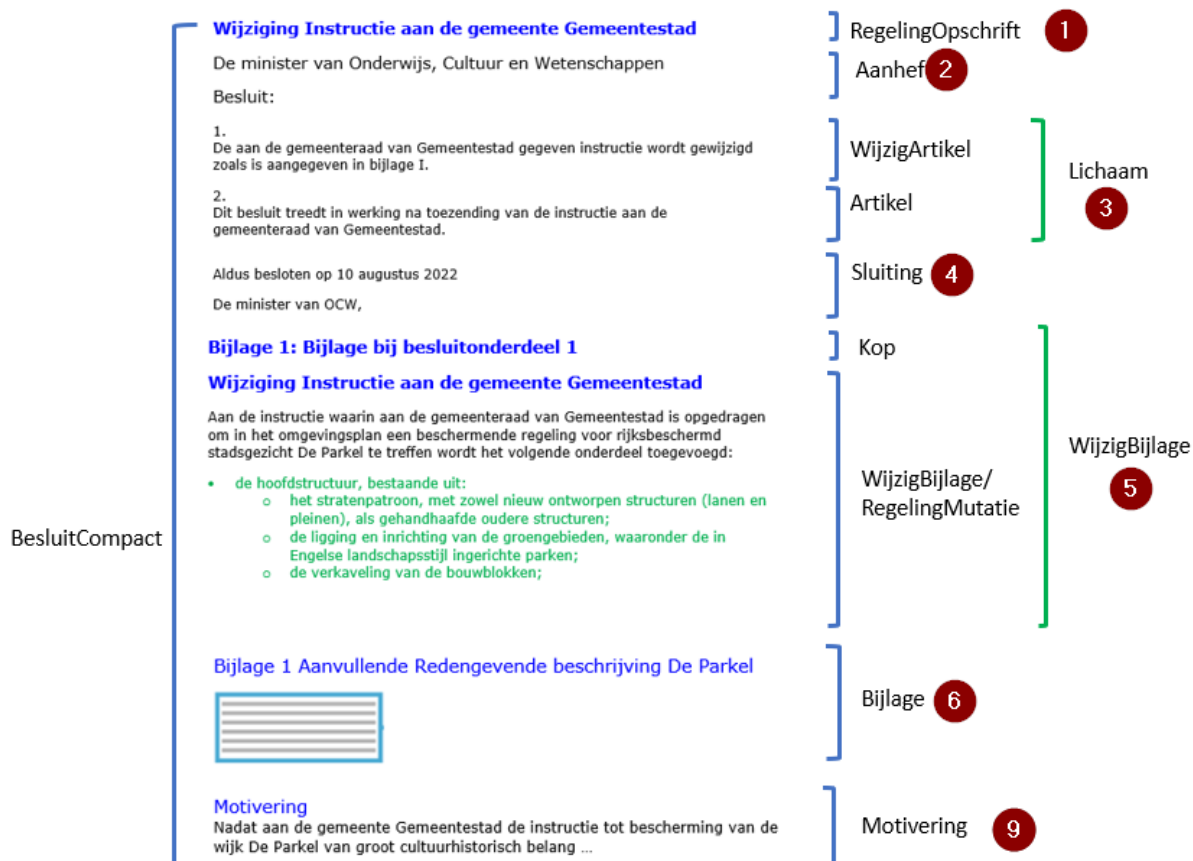 Wijziging Instructie aan de gemeente Gemeentestad
RegelingOpschrift 1
De minister van Onderwijs, Cultuur en Wetenschappen
Aanhef 2
Besluit:
1.
De aan de gemeenteraad van Gemeentestad gegeven instructie wordt gewijzigd
zoals is aangegeven in bijlage I.
WijzigArtikel
Lichaam
3
2.
Dit besluit treedt in werking na toezending van de instructie aan de
gemeenteraad van Gemeentestad.
Artikel
Aldus besloten op 10 augustus 2022
Sluiting 4
De minister van OCW,
Bijlage 1: Bijlage bij besluitonderdeel 1
Kop
Wijziging Instructie aan de gemeente Gemeentestad
Aan de instructie waarin aan de gemeenteraad van Gemeentestad is opgedragen
om in het omgevingsplan een beschermende regeling voor rijksbeschermd
stadsgezicht De Parkel te treffen wordt het volgende onderdeel toegevoegd:
• de hoofdstructuur, bestaande uit:
o het stratenpatroon, met zowel nieuw ontworpen structuren (lanen en
pleinen), als gehandhaafde oudere structuren;
o de ligging en inrichting van de groengebieden, waaronder de in
Engelse landschapsstijl ingerichte parken;
o de verkaveling van de bouwblokken;
WijzigBijlage/
RegelingMutatie
WijzigBijlage
5
BesluitCompact
Bijlage 1 Aanvullende Redengevende beschrijving De Parkel
Bijlage 6
Motivering
Nadat aan de gemeente Gemeentestad de instructie tot bescherming van de
wijk De Parkel van groot cultuurhistorisch belang ...
Motivering 9